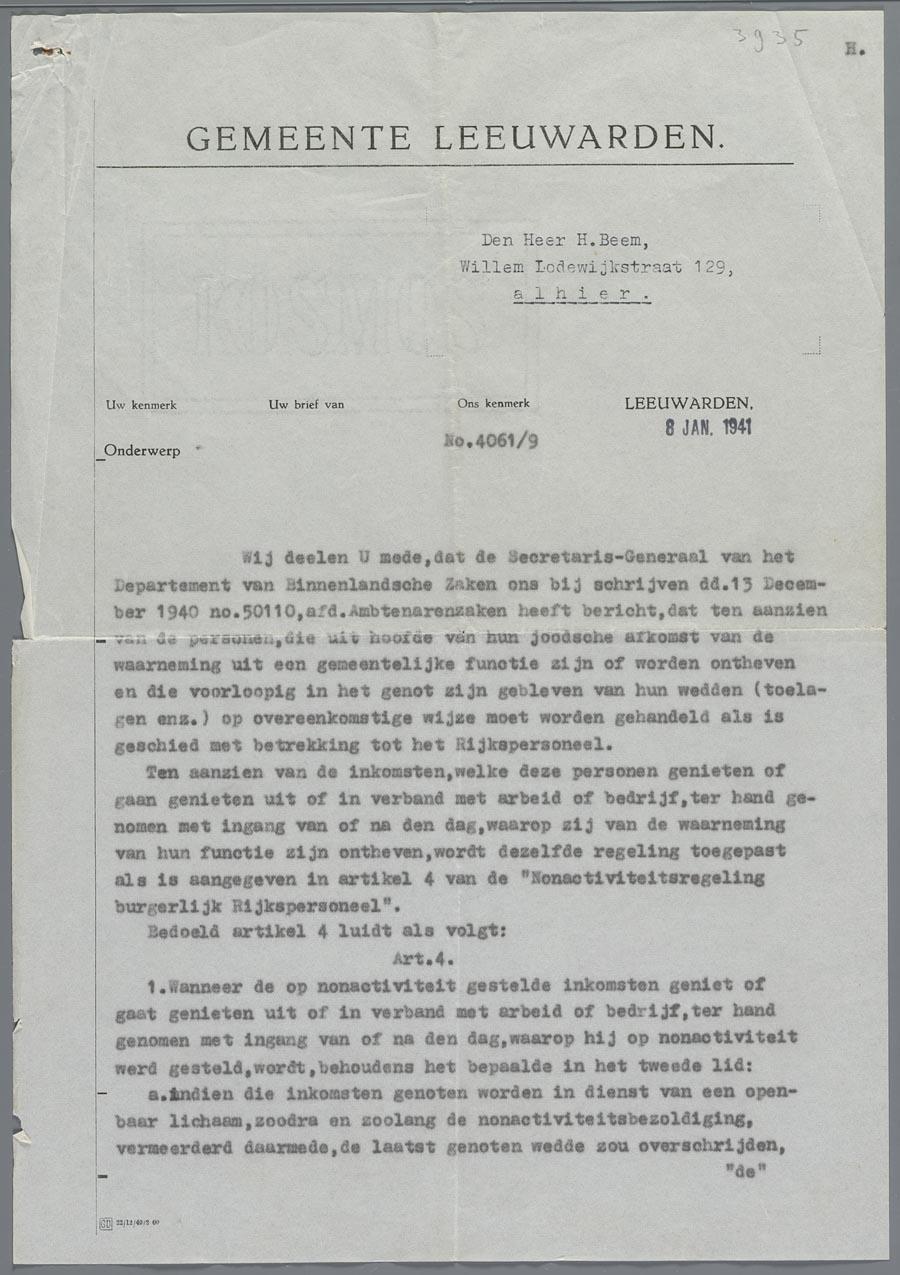 3935
H.
GEMEENTE LEEUWARDEN.
Den Heer H.Beem,
Willem Lodewijkstraat 129,
alhier.
Uw kenmerk Uw brief van Ons kenmerk LEEUWARDEN,
8 JAN. 1941
No.4061/9
Onderwerp
Wij deelen U mede,dat de Secretaris-Generaal van het
Departement van Binnenlandsche Zaken ons bij schrijven dd.13 Decem-
ber 1940 no.50110,afd.Ambtenarenzaken heeft bericht,dat ten aanzien
van de personen,die uit hoofde van hun joodsche afkomst van de
waarneming uit een gemeentelijke functie zijn of worden ontheven
en die voorloopig in het genot zijn gebleven van hun wedden (toela-
gen enz.) op overeenkomstige wijze moet worden gehandeld als is
geschied met betrekking tot het Rijkspersoneel.
Ten aanzien van de inkomsten,welke deze personen genieten of
gaan genieten uit of in verband met arbeid of bedrijf,ter hand ge-
nomen met ingang van of na den dag,waarop zij van de waarneming
van hun functie zijn ontheven,wordt dezelfde regeling toegepast
als is aangegeven in artikel 4 van de "Nonactiviteitsregeling
burgerlijk Rijkspersoneel".
Bedoeld artikel 4 luidt als volgt:
Art.4.
1.Wanneer de op nonactiviteit gestelde inkomsten geniet of
gaat genieten uit of in verband met arbeid of bedrijf,ter hand
genomen met ingang van of na den dag,waarop hij op nonactiviteit
werd gesteld,wordt,behoudens het bepaalde in het tweede lid:
a.indien die inkomsten genoten worden in dienst van een open-
baar lichaam,zoodra en zoolang de nonactiviteitsbezoldiging,
vermeerderd daarmede,de laatst genoten wedde zou overschrijden,
"de"
GD